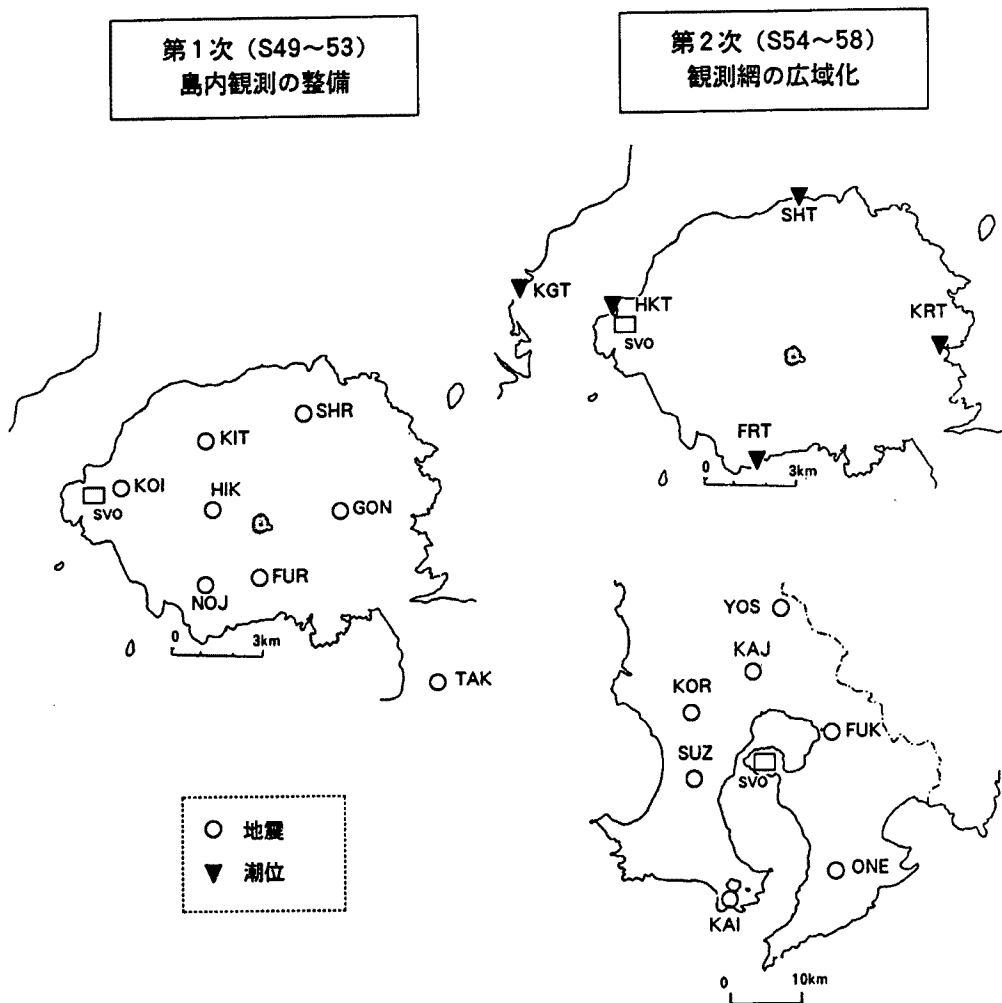 第1次（S49～53）
島内観測の整備
第2次（S54～58）
観測網の広域化
SHR
KIT
KOI
SVO
HIK
GON
FUR
NOJ
0
3km
TAK
地震
潮位
SHT
KGT
HKT
SVO
KRT
FRT
0
3km
YOS
KAJ
KOR
FUK
SUZ
SVO
ONE
KAI
0
10km